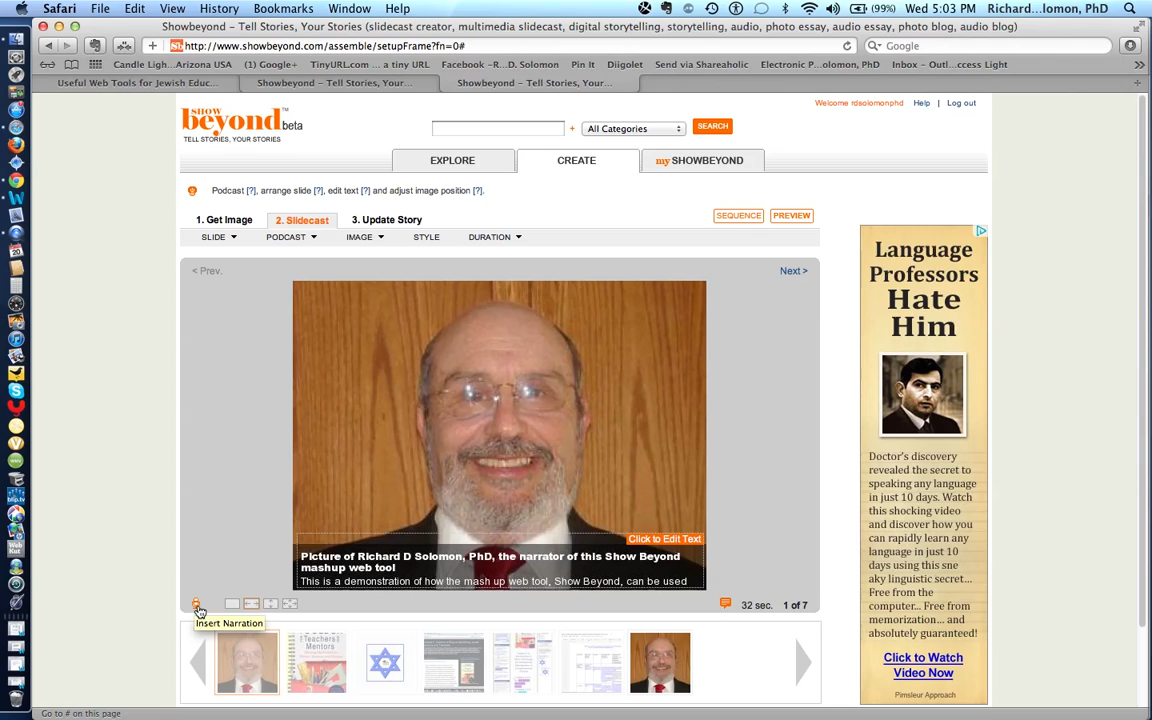 Safari File Edit View History Bookmarks Window Help (99%) Wed 5:03 PM Richard...lomon, PhD
Showbeyond – Tell Stories, Your Stories (slidecast creator, multimedia slidecast, digital storytelling, storytelling, audio, photo essay, audio essay, photo blog, audio blog)
http://www.showbeyond.com/assemble/setupFrame?fn=0# Google
Candle Ligh...Arizona USA (1) Google+ TinyURL.com ... a tiny URL Facebook –R...D. Solomon Pin It Diigolet Send via Shareaholic Electronic P...olomon, PhD Inbox – Outl...ccess Light
Useful Web Tools for Jewish Educ... Showbeyond – Tell Stories, Your... Showbeyond – Tell Stories, Your...
Welcome rdsolomonphd Help | Log out
show beyond beta TM
TELL STORIES, YOUR STORIES
+ All Categories SEARCH
EXPLORE CREATE my SHOWBEYOND
Podcast [?], arrange slide [?], edit text [?] and adjust image position [?].
1. Get Image 2. Slidecast 3. Update Story SEQUENCE PREVIEW
SLIDE PODCAST IMAGE STYLE DURATION
< Prev. Next >
Click to Edit Text
Picture of Richard D Solomon, PhD, the narrator of this Show Beyond
mashup web tool
This is a demonstration of how the mash up web tool, Show Beyond, can be used
32 sec. 1 of 7
Insert Narration
Language
Professors
Hate
Him
Doctor's discovery
revealed the secret to
speaking any language
in just 10 days. Watch
this shocking video
and discover how you
can rapidly learn any
language in just 10
days using this sne
aky linguistic secret...
Free from the
computer... Free from
memorization... and
absolutely guaranteed!
Click to Watch
Video Now
Pimsleur Approach
Go to # on this page